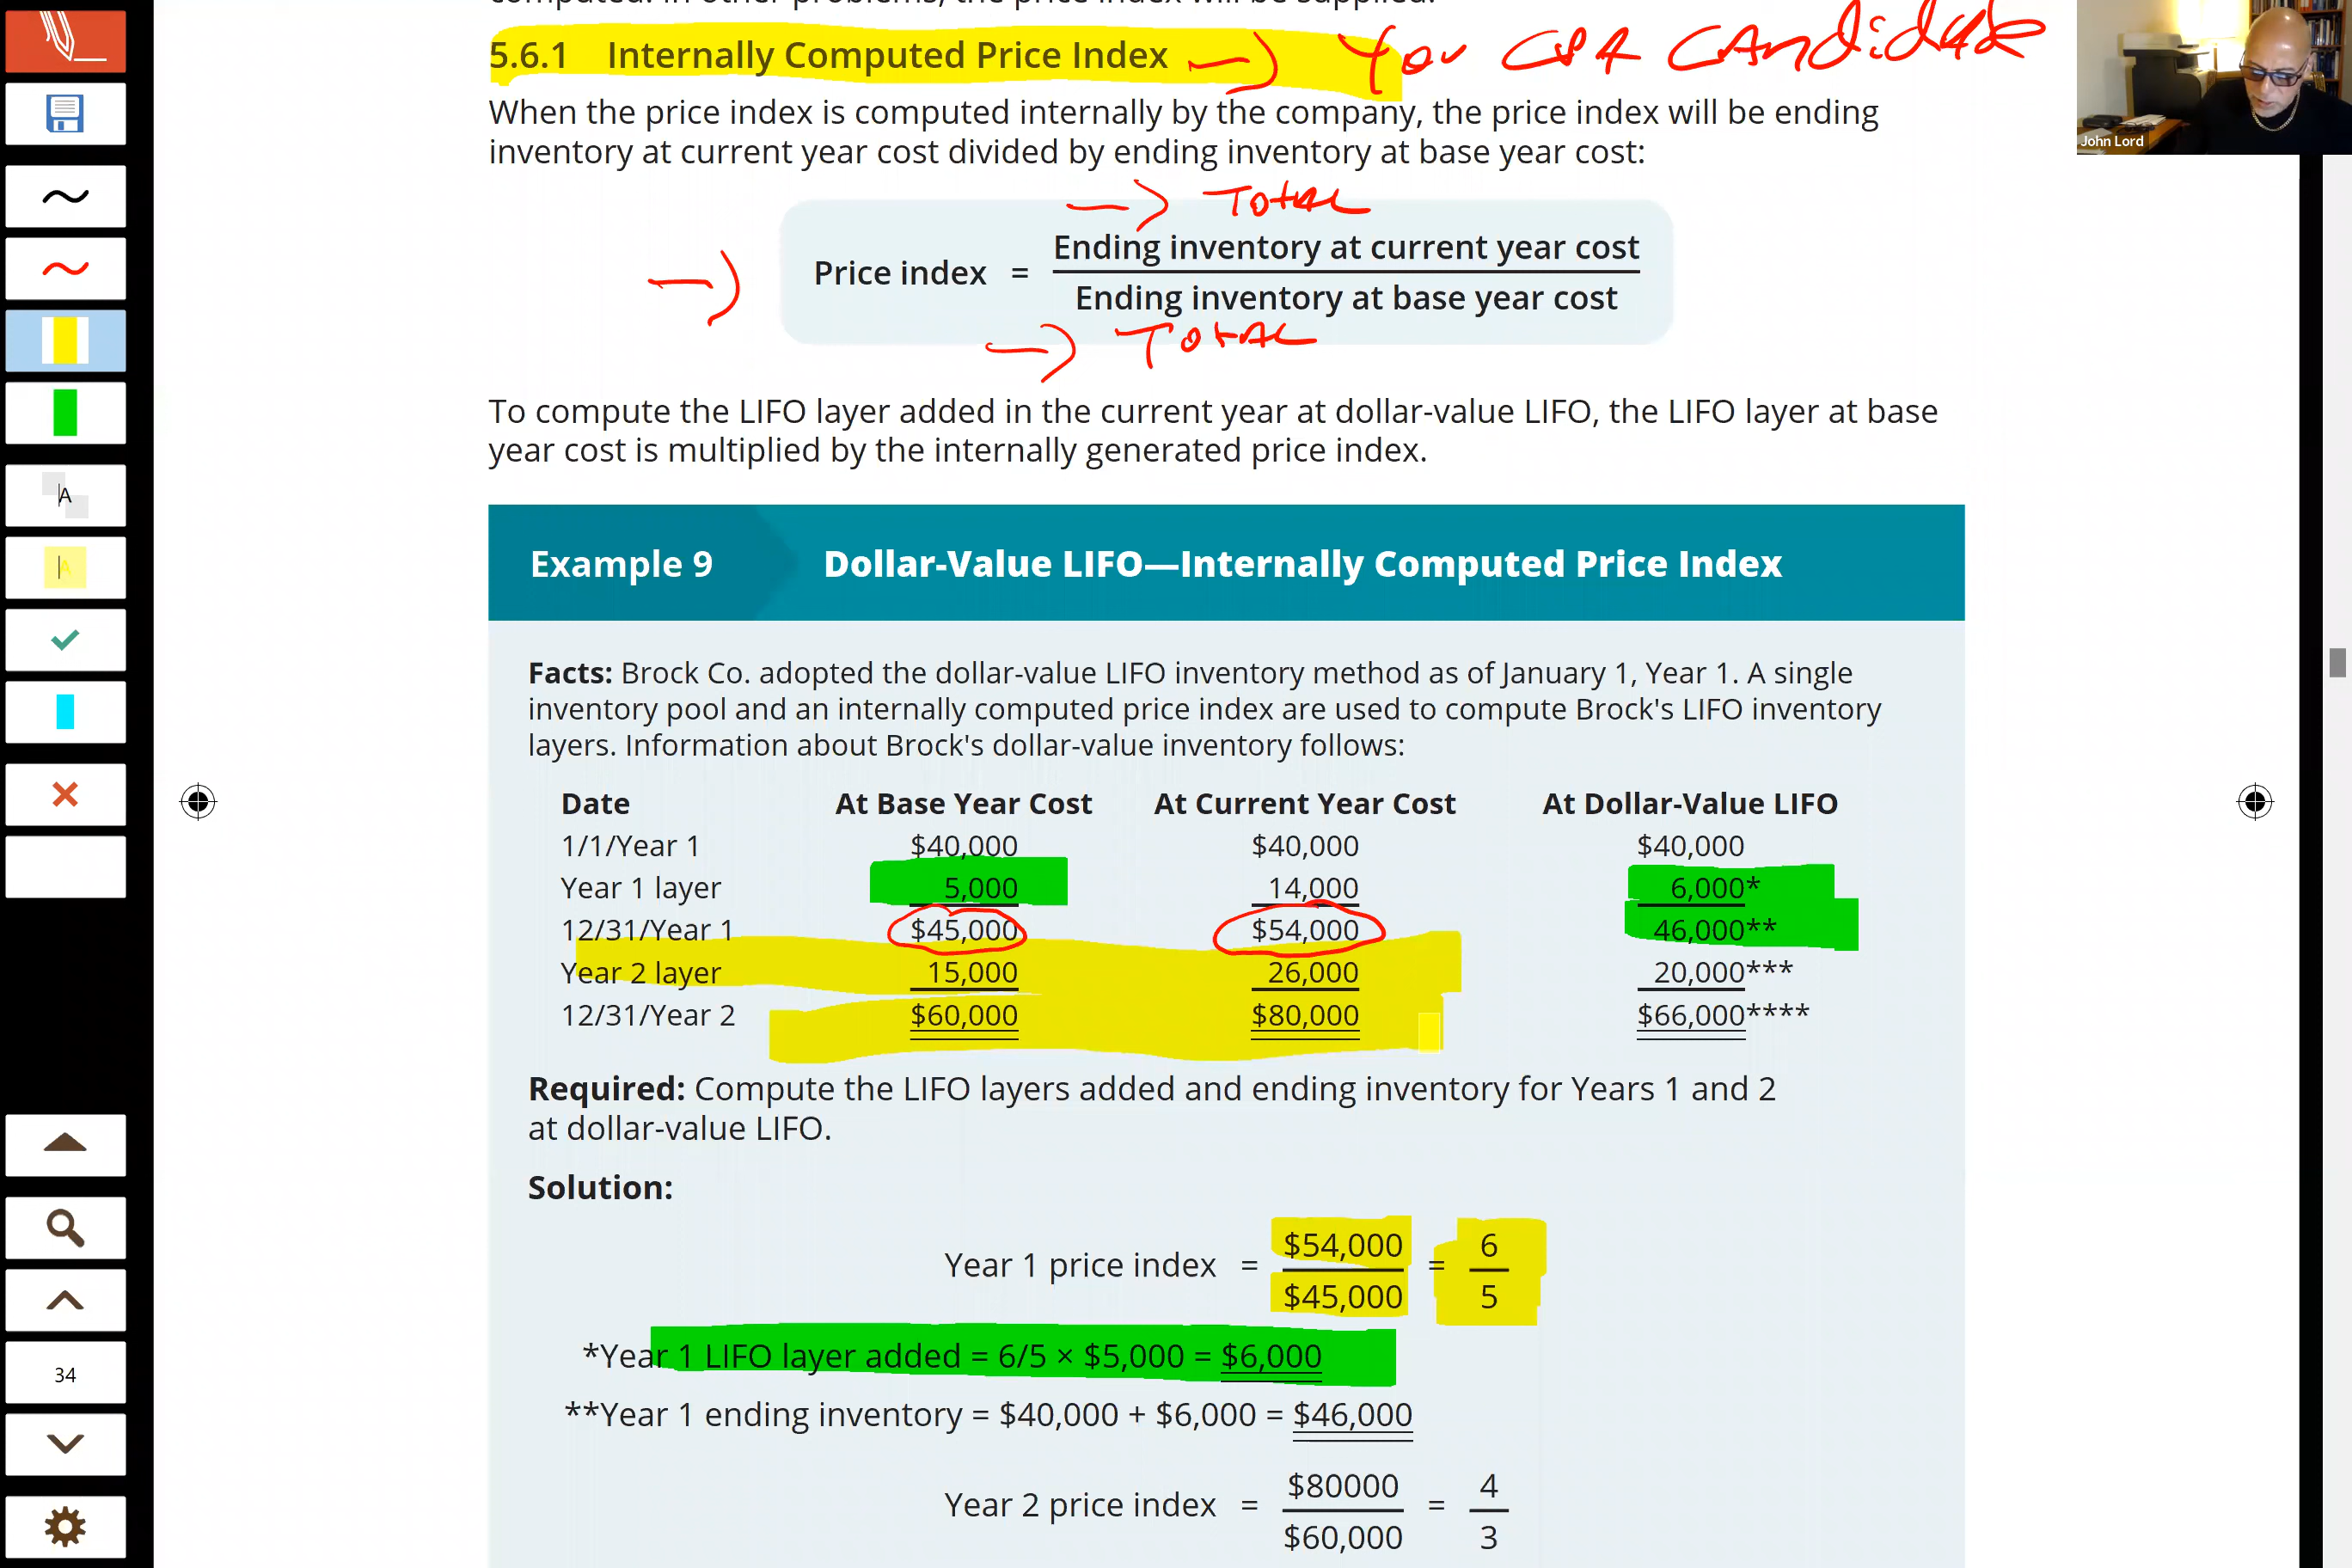 computed. In other problems, the price index will be supplied.
5.6.1 Internally Computed Price Index → You CPA Candidate
John Lord
When the price index is computed internally by the company, the price index will be ending
inventory at current year cost divided by ending inventory at base year cost:
→ Total
Price index = Ending inventory at current year cost
Ending inventory at base year cost
→ Total
To compute the LIFO layer added in the current year at dollar-value LIFO, the LIFO layer at base
year cost is multiplied by the internally generated price index.
Example 9 Dollar-Value LIFO—Internally Computed Price Index
Facts: Brock Co. adopted the dollar-value LIFO inventory method as of January 1, Year 1. A single
inventory pool and an internally computed price index are used to compute Brock's LIFO inventory
layers. Information about Brock's dollar-value inventory follows:
Date At Base Year Cost At Current Year Cost At Dollar-Value LIFO
1/1/Year 1 $40,000 $40,000 $40,000
Year 1 layer 5,000 14,000 6,000*
12/31/Year 1 $45,000 $54,000 46,000**
Year 2 layer 15,000 26,000 20,000***
12/31/Year 2 $60,000 $80,000 $66,000****
Required: Compute the LIFO layers added and ending inventory for Years 1 and 2
at dollar-value LIFO.
Solution:
Year 1 price index = $54,000 = 6
$45,000 5
*Year 1 LIFO layer added = 6/5 × $5,000 = $6,000
**Year 1 ending inventory = $40,000 + $6,000 = $46,000
Year 2 price index = $80000 = 4
$60,000 3
A
A
34